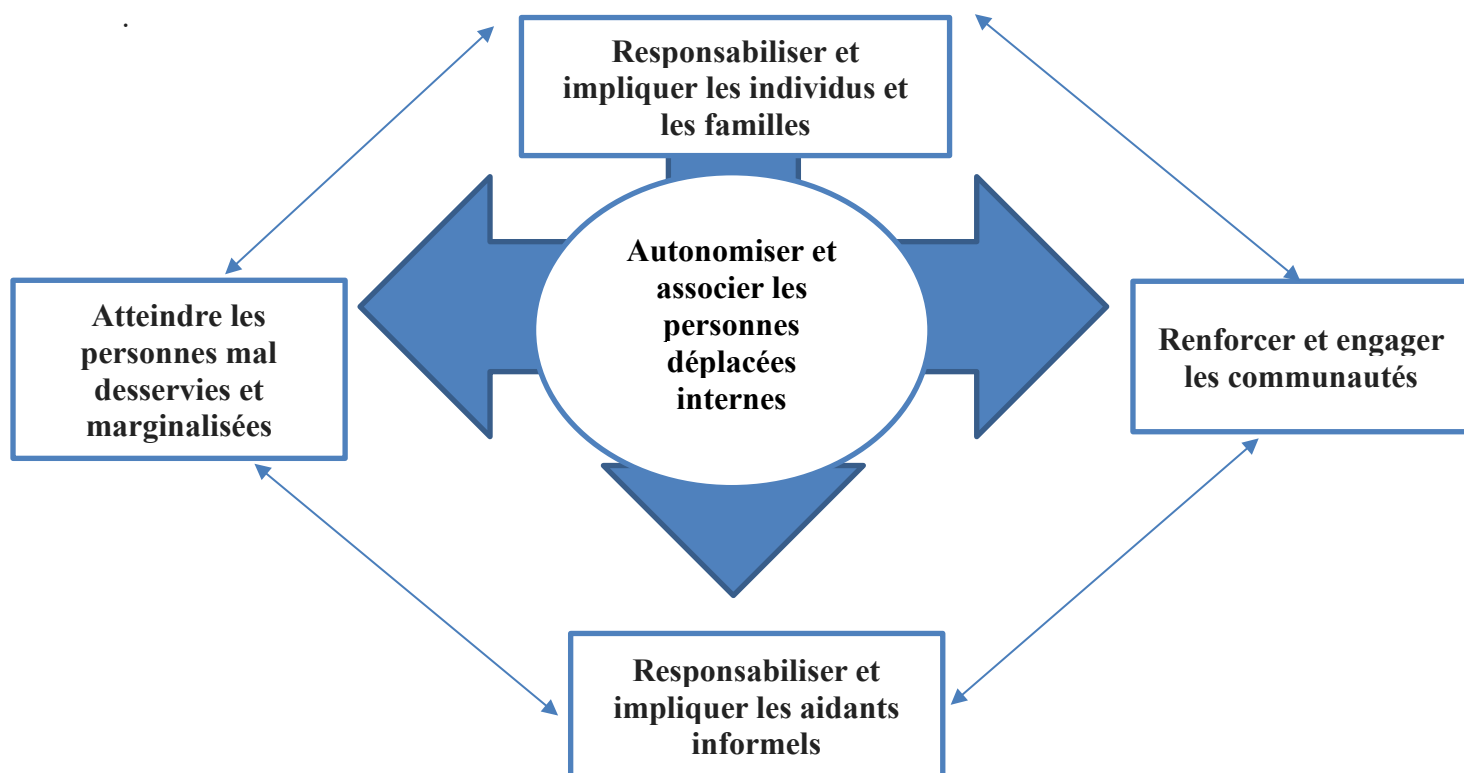 Responsabiliser et
impliquer les individus et
les familles
Autonomiser et
associer les
personnes
déplacées
internes
Atteindre les
personnes mal
desservies et
marginalisées
Renforcer et engager
les communautés
Responsabiliser et
impliquer les aidants
informels